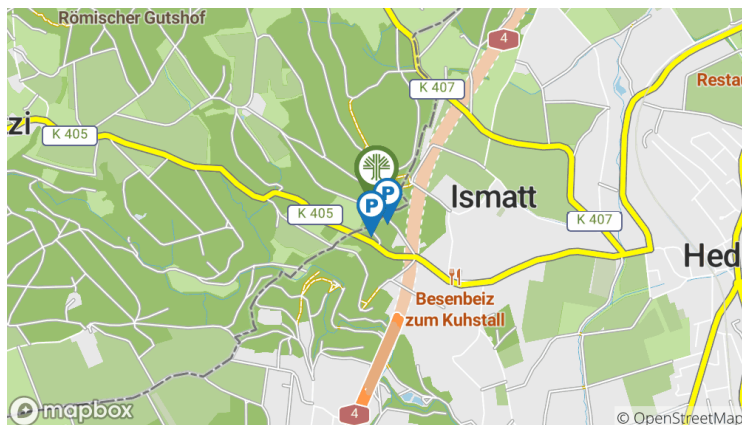 Römischer Gutshof
4
K 407
Restau
zi
K 405
P
P
K 405
Ismatt
K 407
Hed
Besenbeiz
zum Kuhstall
4
mapbox
© OpenStreetMap